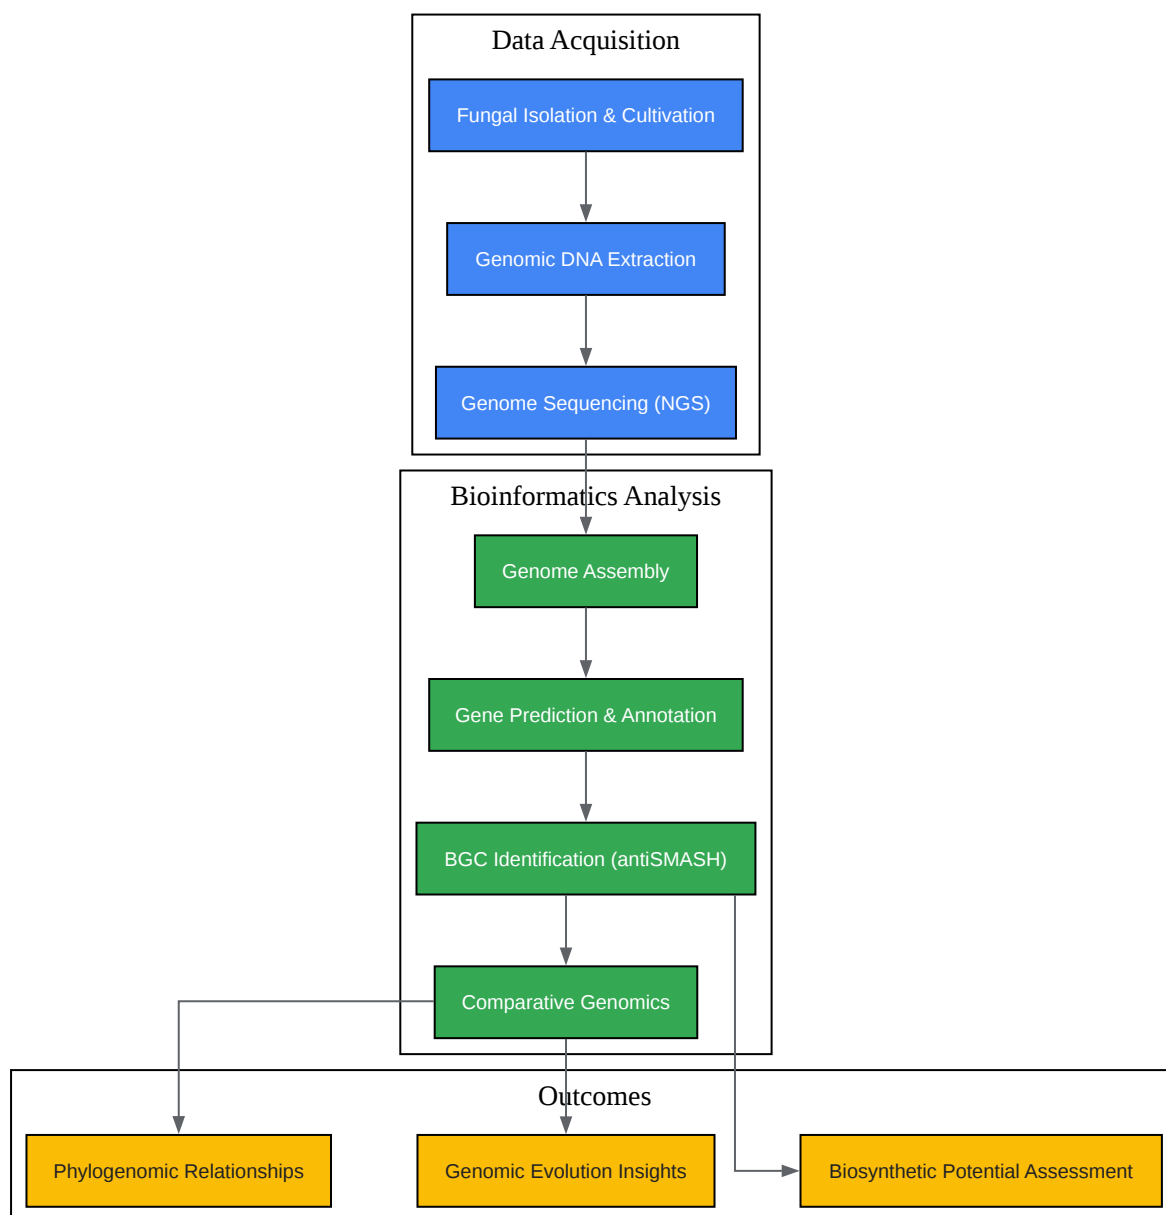 Data Acquisition
Fungal Isolation & Cultivation
Genomic DNA Extraction
Genome Sequencing (NGS)
Bioinformatics Analysis
Genome Assembly
Gene Prediction & Annotation
BGC Identification (antiSMASH)
Comparative Genomics
Outcomes
Phylogenomic Relationships
Genomic Evolution Insights
Biosynthetic Potential Assessment